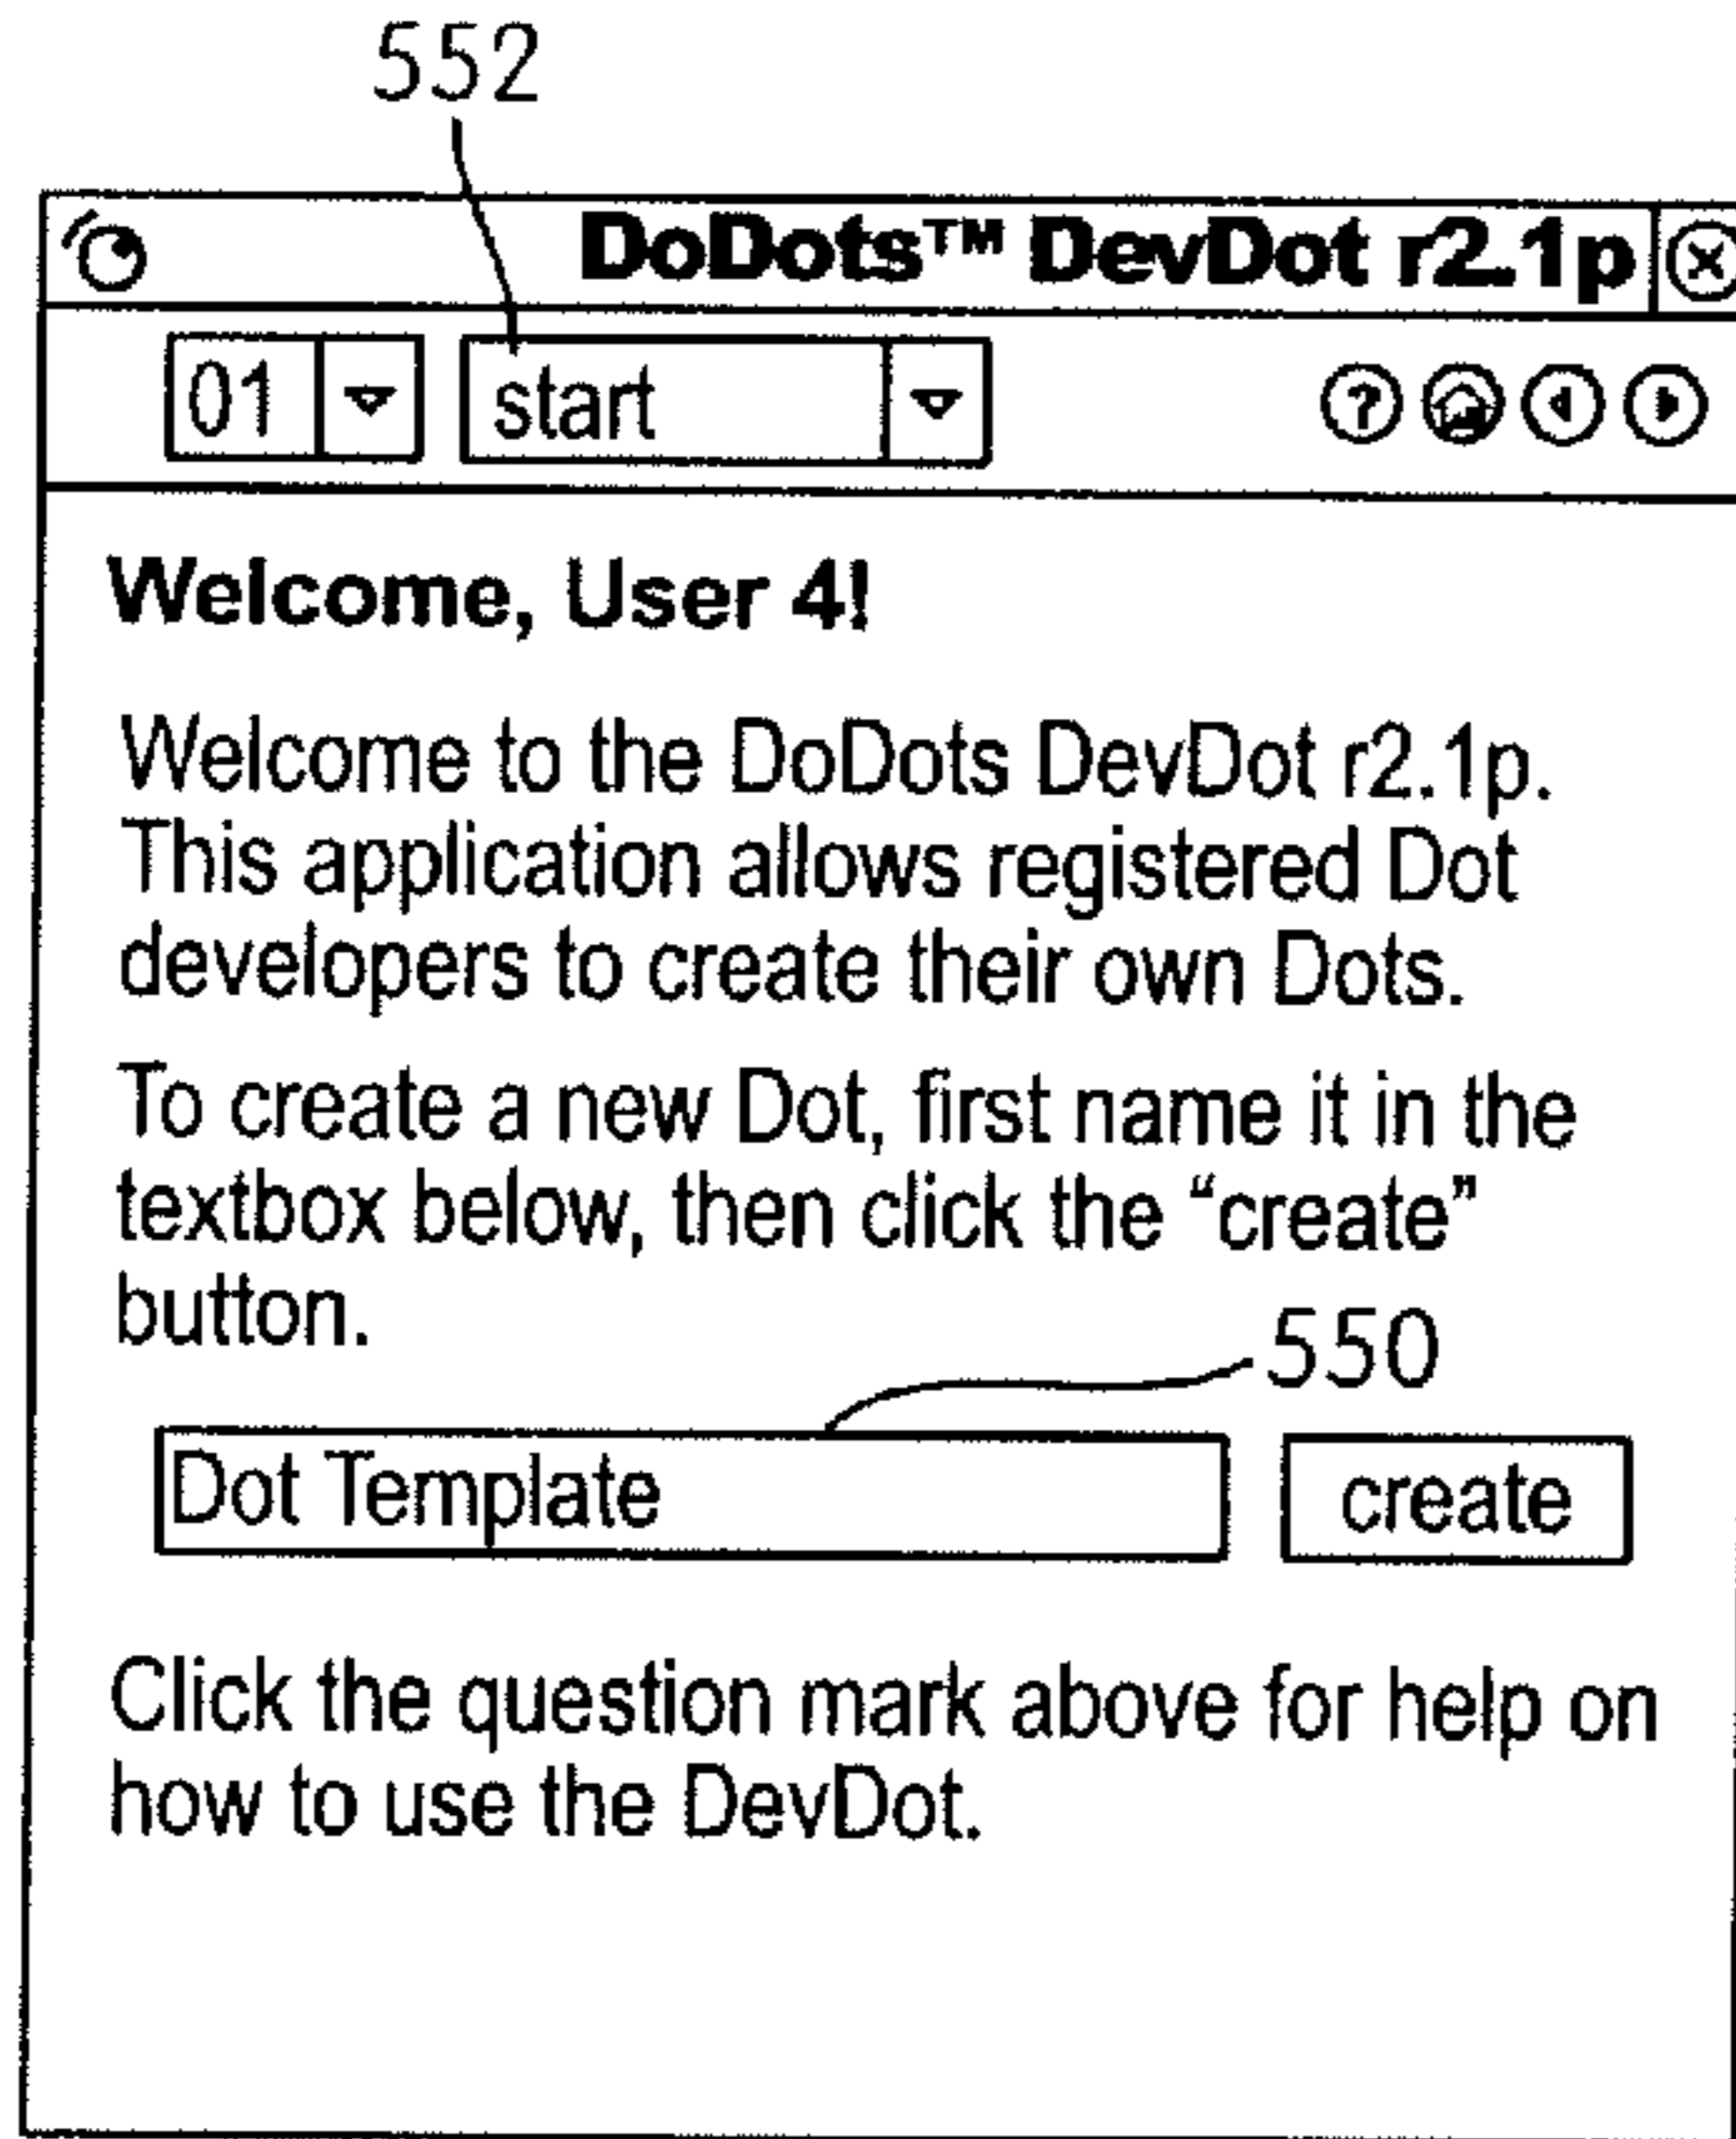 552
DoDots™ DevDot r2.1p
01 start ?
Welcome, User 4!
Welcome to the DoDots DevDot r2.1p.
This application allows registered Dot
developers to create their own Dots.
To create a new Dot, first name it in the
textbox below, then click the “create”
button.
550
Dot Template create
Click the question mark above for help on
how to use the DevDot.